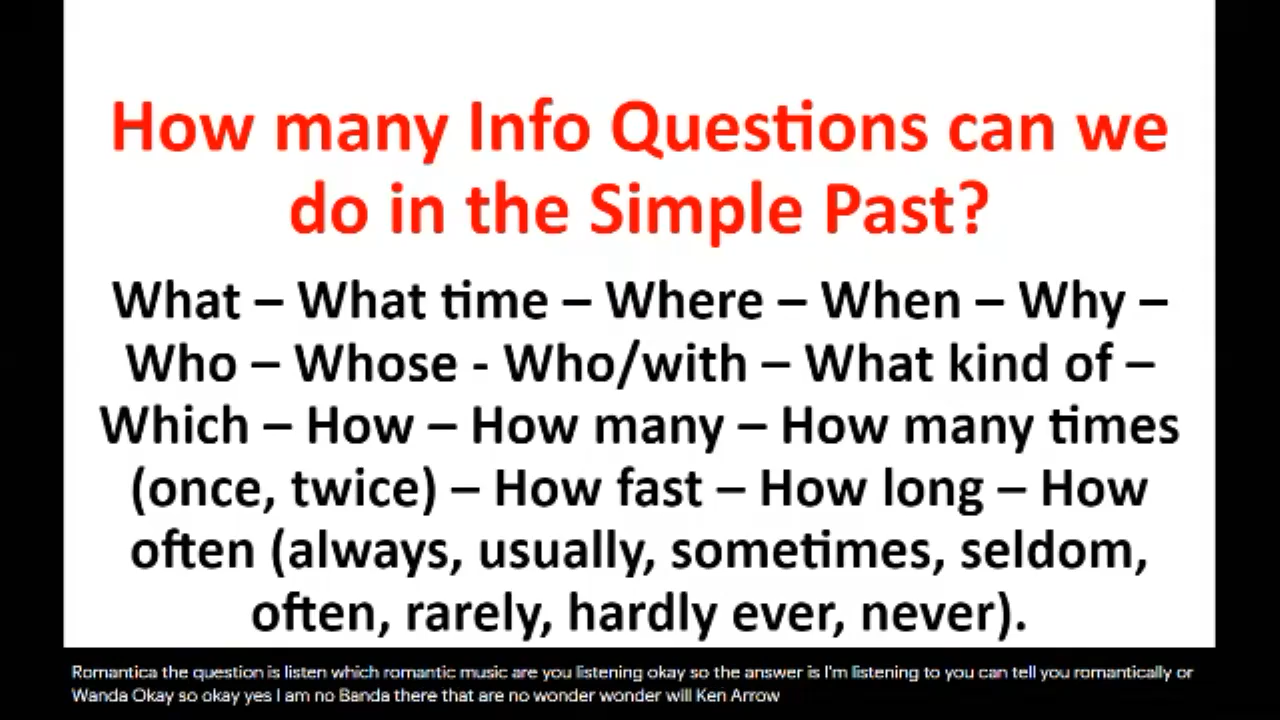 How many Info Questions can we
do in the Simple Past?
What – What time – Where – When – Why –
Who – Whose - Who/with – What kind of –
Which – How – How many – How many times
(once, twice) – How fast – How long – How
often (always, usually, sometimes, seldom,
often, rarely, hardly ever, never).
Romantica the question is listen which romantic music are you listening okay so the answer is I'm listening to you can tell you romantically or
Wanda Okay so okay yes I am no Banda there that are no wonder wonder will Ken Arrow